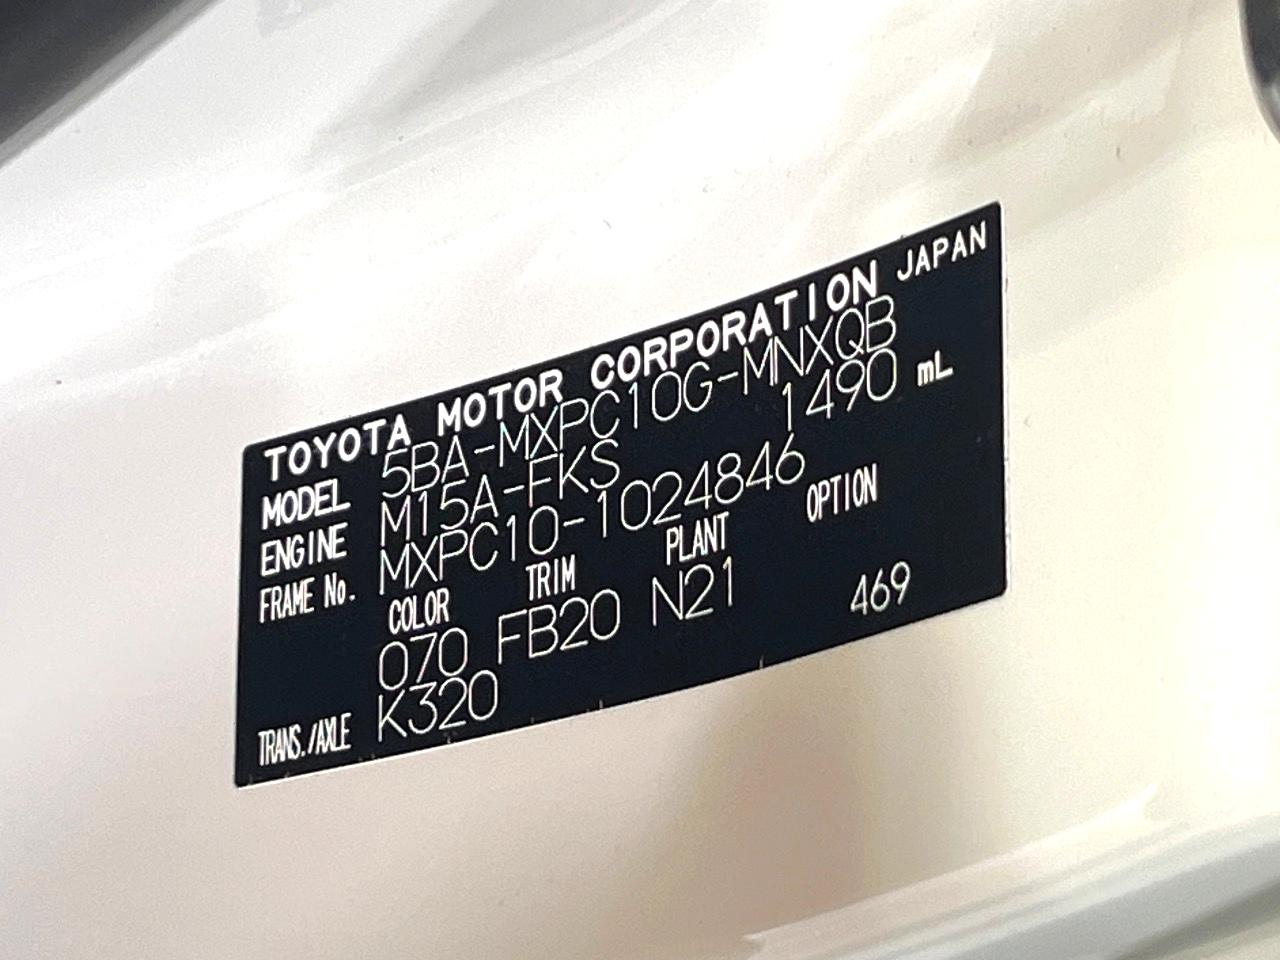 TOYOTA MOTOR CORPORATION JAPAN
MODEL 5BA-MXPC10G-MNXQB
ENGINE M15A-FKS 1490 mL
FRAME No. MXPC10-1024846
COLOR TRIM PLANT OPTION
070 FB20 N21 469
TRANS./AXLE K320